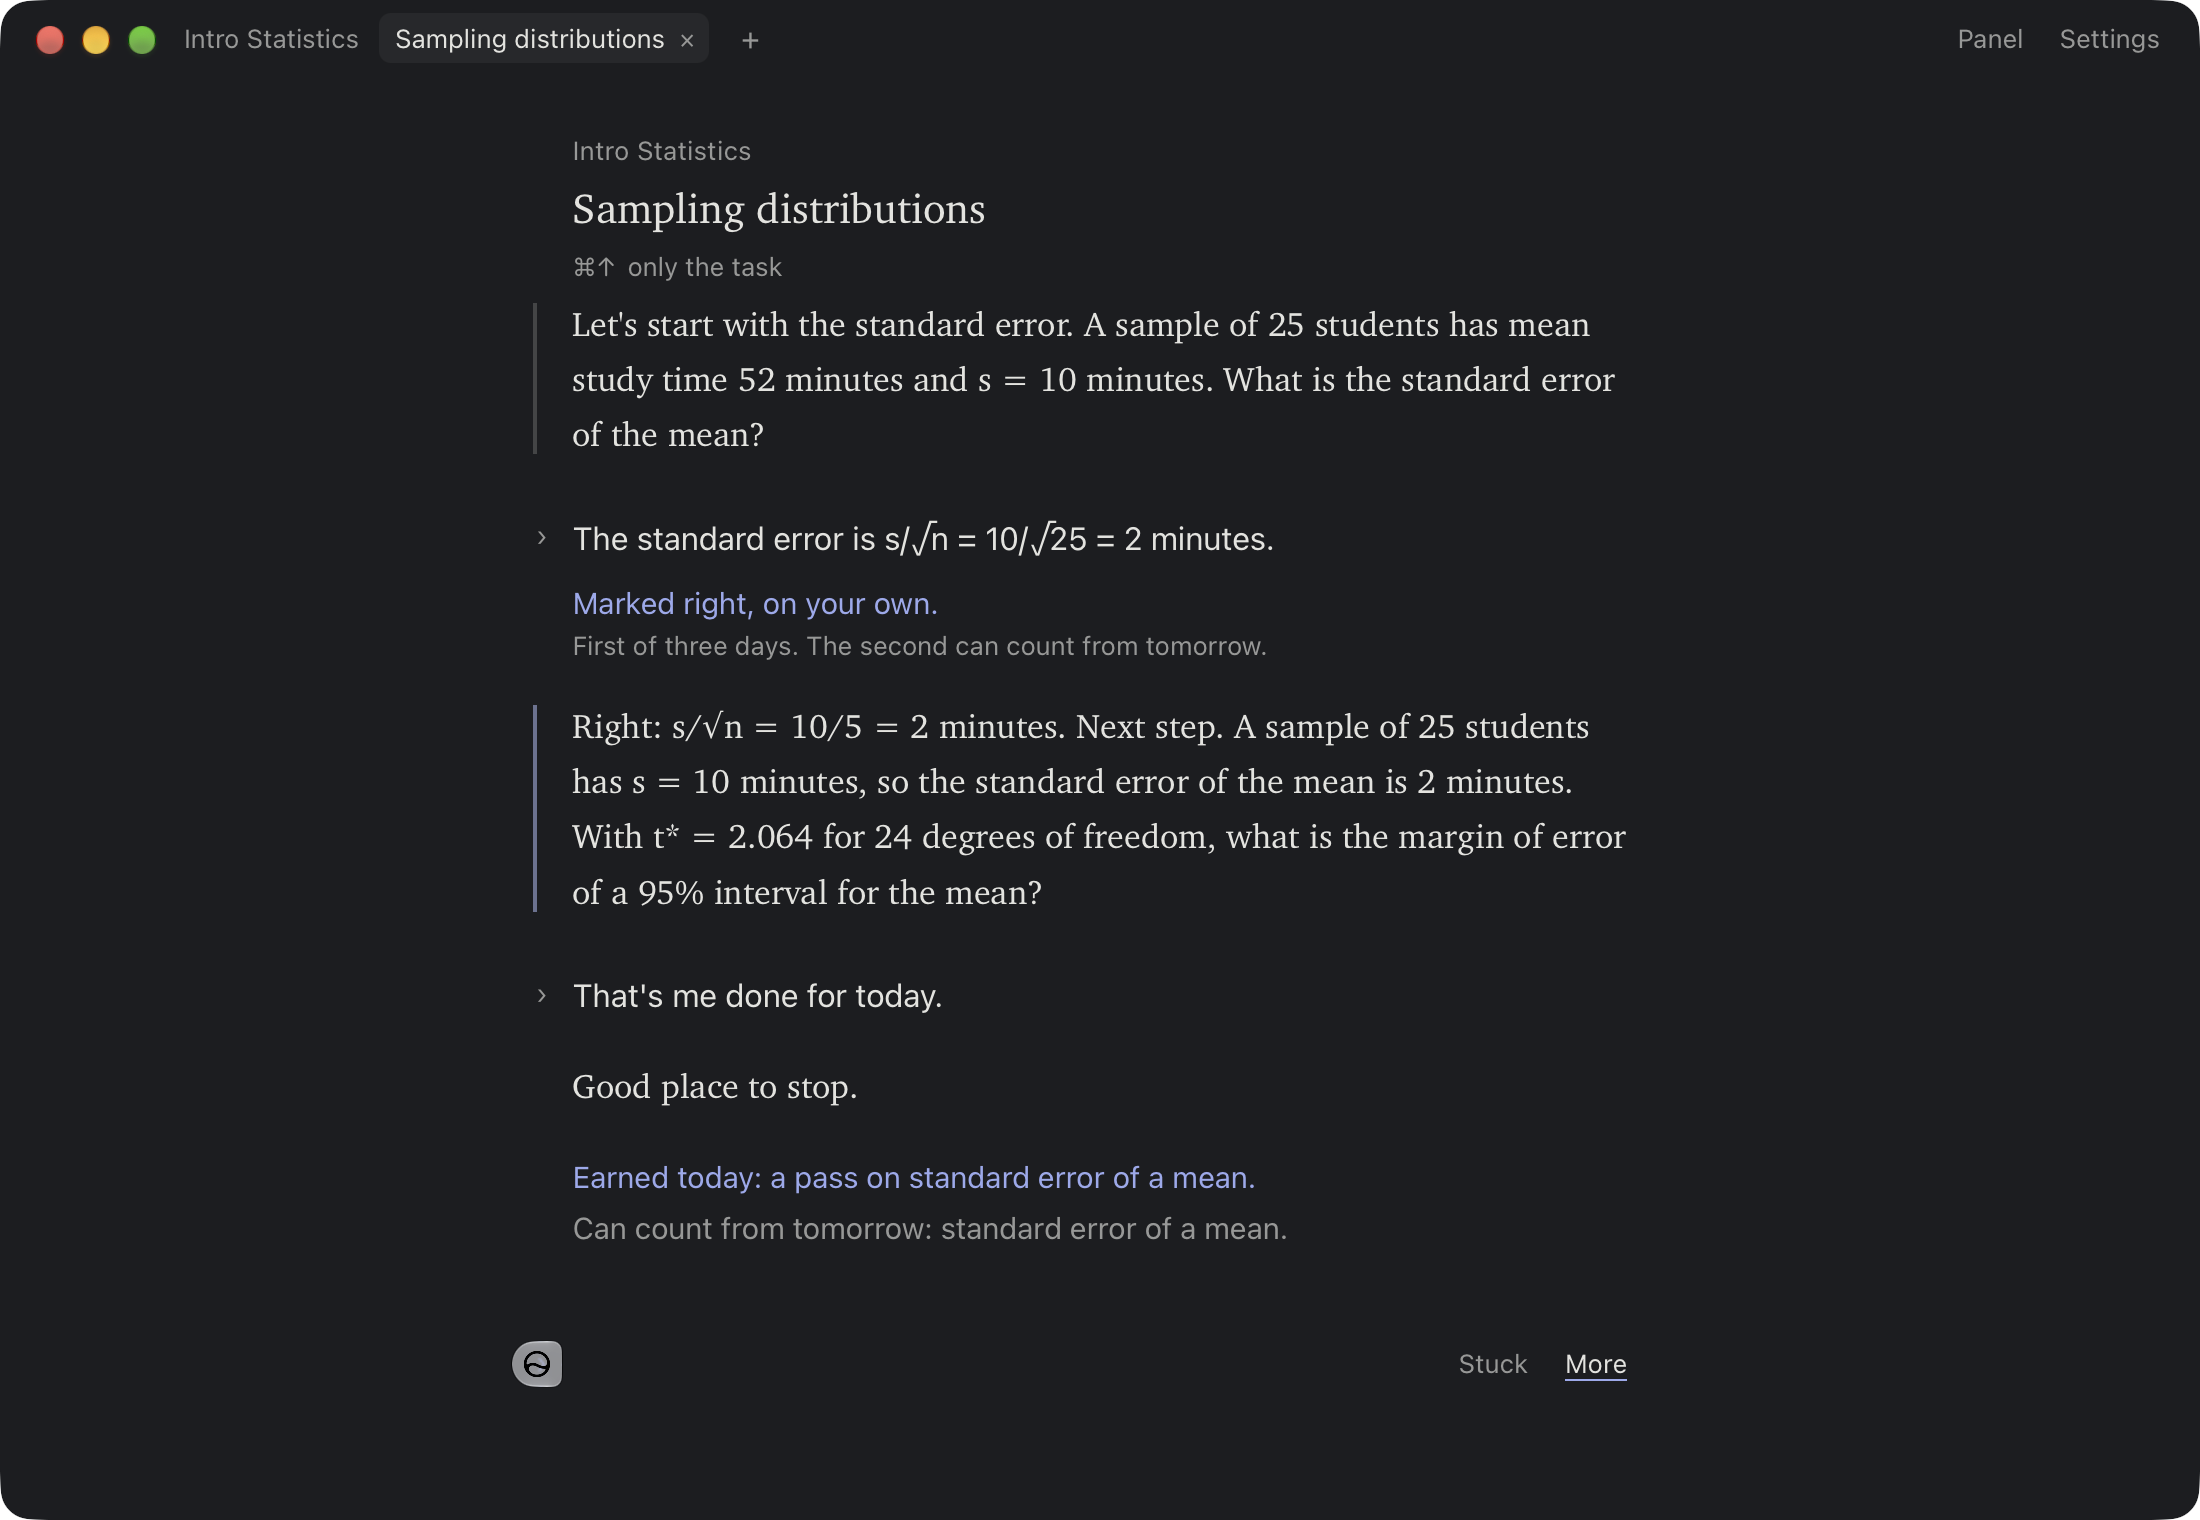 Intro Statistics
Sampling distributions ×
+
Panel
Settings
Intro Statistics
Sampling distributions
⌘↑ only the task
Let's start with the standard error. A sample of 25 students has mean
study time 52 minutes and s = 10 minutes. What is the standard error
of the mean?
› The standard error is s/√n = 10/√25 = 2 minutes.
Marked right, on your own.
First of three days. The second can count from tomorrow.
Right: s/√n = 10/5 = 2 minutes. Next step. A sample of 25 students
has s = 10 minutes, so the standard error of the mean is 2 minutes.
With t* = 2.064 for 24 degrees of freedom, what is the margin of error
of a 95% interval for the mean?
› That's me done for today.
Good place to stop.
Earned today: a pass on standard error of a mean.
Can count from tomorrow: standard error of a mean.
Stuck
More